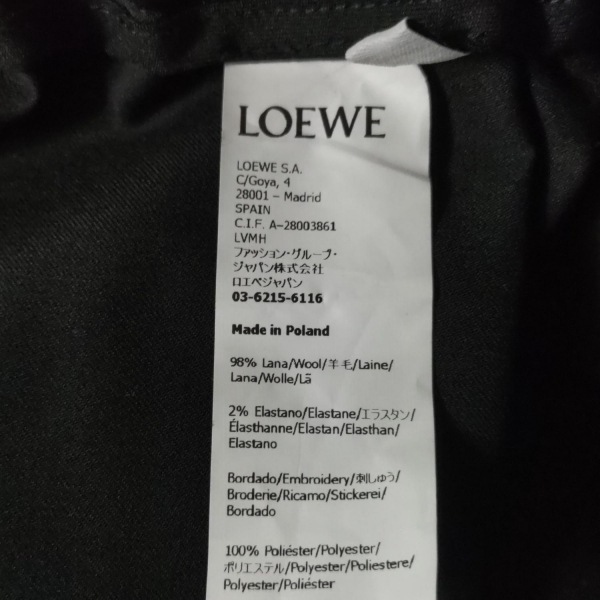 LOEWE
LOEWE S.A.
C/Goya, 4
28001 – Madrid
SPAIN
C.I.F. A–28003861
LVMH
ファッション・グループ・
ジャパン株式会社
ロエベジャパン
03-6215-6116
Made in Poland
98% Lana/Wool/羊毛/Laine/
Lana/Wolle/Lã
2% Elastano/Elastane/エラスタン/
Élasthanne/Elastan/Elasthan/
Elastano
Bordado/Embroidery/刺しゅう/
Broderie/Ricamo/Stickerei/
Bordado
100% Poliéster/Polyester/
ポリエステル/Polyester/Poliestere/
Polyester/Poliéster